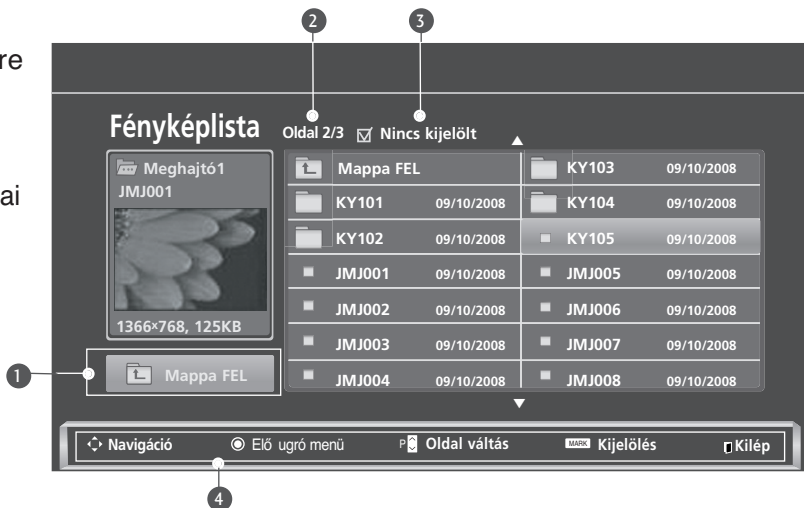 2 3
re
Fényképlista Oldal 2/3 Nincs kijelölt
Meghajtó1
JMJ001
ai
1366×768, 125KB
Mappa FEL
KY101 09/10/2008
KY102 09/10/2008
JMJ001 09/10/2008
JMJ002 09/10/2008
JMJ003 09/10/2008
JMJ004 09/10/2008
KY103 09/10/2008
KY104 09/10/2008
KY105 09/10/2008
JMJ005 09/10/2008
JMJ006 09/10/2008
JMJ007 09/10/2008
JMJ008 09/10/2008
1
Mappa FEL
Navigáció Elő ugró menü P Oldal váltás MARK Kijelölés Kilép
4